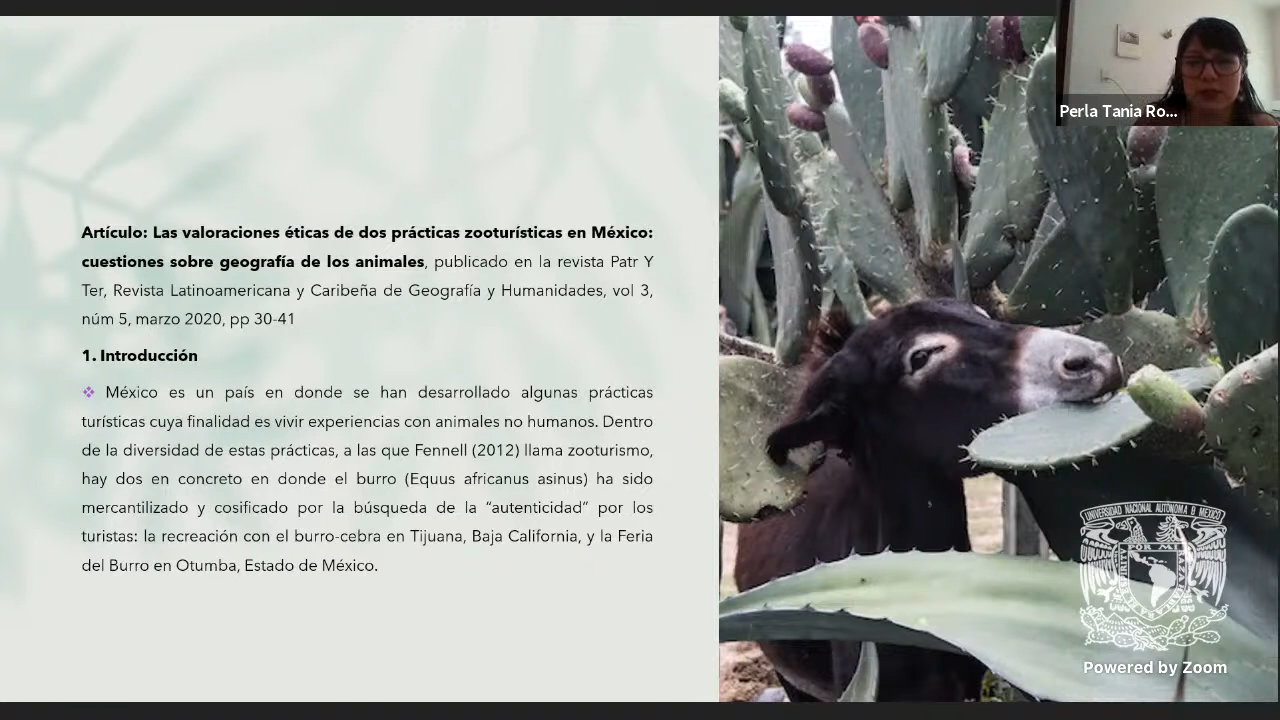 Perla Tania Ro...
Artículo: Las valoraciones éticas de dos prácticas zooturísticas en México:
cuestiones sobre geografía de los animales, publicado en la revista Patr Y
Ter, Revista Latinoamericana y Caribeña de Geografía y Humanidades, vol 3,
núm 5, marzo 2020, pp 30-41
1. Introducción
❖ México es un país en donde se han desarrollado algunas prácticas
turísticas cuya finalidad es vivir experiencias con animales no humanos. Dentro
de la diversidad de estas prácticas, a las que Fennell (2012) llama zooturismo,
hay dos en concreto en donde el burro (Equus africanus asinus) ha sido
mercantilizado y cosificado por la búsqueda de la “autenticidad” por los
turistas: la recreación con el burro-cebra en Tijuana, Baja California, y la Feria
del Burro en Otumba, Estado de México.
UNIVERSIDAD NACIONAL AUTONOMA
POR MI
Powered by Zoom